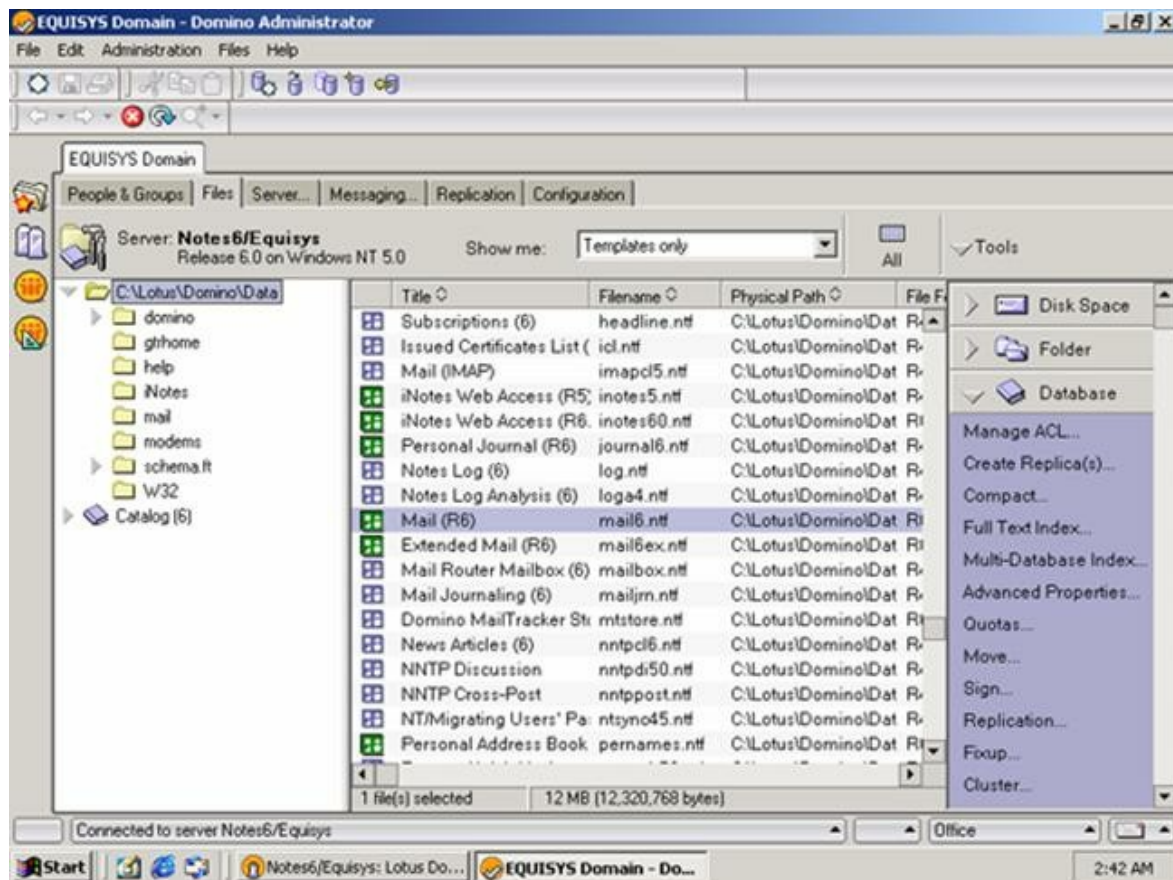 EQUISYS Domain - Domino Administrator
File Edit Administration Files Help
EQUISYS Domain
People & Groups Files Server... Messaging... Replication Configuration
Server: Notes6/Equisys
Release 6.0 on Windows NT 5.0
Show me: Templates only
All
Tools
C:\Lotus\Domino\Data
domino
gtrhome
help
iNotes
mail
modems
schema.ft
W32
Catalog (6)
Title Filename Physical Path File F
Subscriptions (6) headline.ntf C:\Lotus\Domino\Dat R
Issued Certificates List ( icl.ntf C:\Lotus\Domino\Dat R
Mail (IMAP) imapcl5.ntf C:\Lotus\Domino\Dat R
iNotes Web Access (R5) inotes5.ntf C:\Lotus\Domino\Dat R
iNotes Web Access (R6. inotes60.ntf C:\Lotus\Domino\Dat R
Personal Journal (R6) journal6.ntf C:\Lotus\Domino\Dat R
Notes Log (6) log.ntf C:\Lotus\Domino\Dat R
Notes Log Analysis (6) loga4.ntf C:\Lotus\Domino\Dat R
Mail (R6) mail6.ntf C:\Lotus\Domino\Dat R
Extended Mail (R6) mail6ex.ntf C:\Lotus\Domino\Dat R
Mail Router Mailbox (6) mailbox.ntf C:\Lotus\Domino\Dat R
Mail Journaling (6) mailjrn.ntf C:\Lotus\Domino\Dat R
Domino MailTracker Sto mtstore.ntf C:\Lotus\Domino\Dat R
News Articles (6) nntpcl6.ntf C:\Lotus\Domino\Dat R
NNTP Discussion nntpdi50.ntf C:\Lotus\Domino\Dat R
NNTP Cross-Post nntppost.ntf C:\Lotus\Domino\Dat R
NT/Migrating Users' Pa: ntsync45.ntf C:\Lotus\Domino\Dat R
Personal Address Book pernames.ntf C:\Lotus\Domino\Dat R
1 file(s) selected 12 MB (12,320,768 bytes)
Disk Space
Folder
Database
Manage ACL...
Create Replica(s)...
Compact...
Full Text Index...
Multi-Database Index...
Advanced Properties...
Quotas...
Move...
Sign...
Replication...
Fixup...
Cluster...
Connected to server Notes6/Equisys
Office
Start
Notes6/Equisys: Lotus Do...
EQUISYS Domain - Do...
2:42 AM